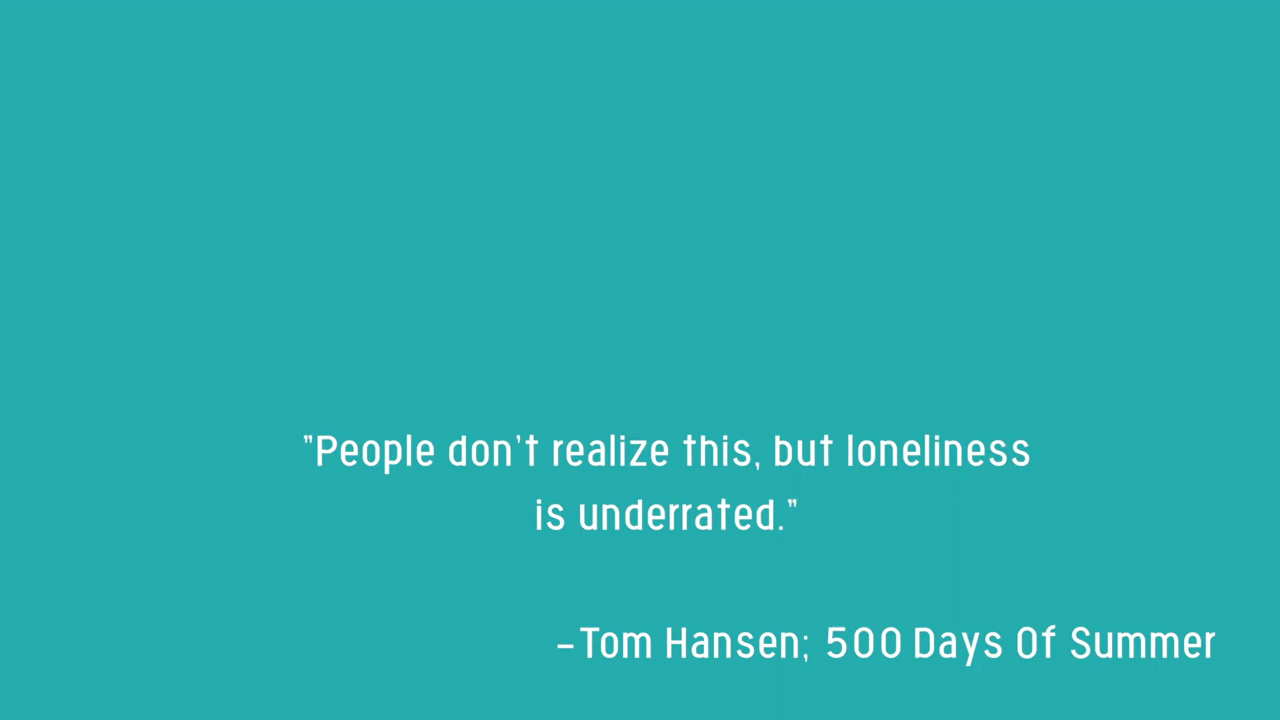 "People don't realize this, but loneliness
is underrated."
-Tom Hansen; 500 Days Of Summer